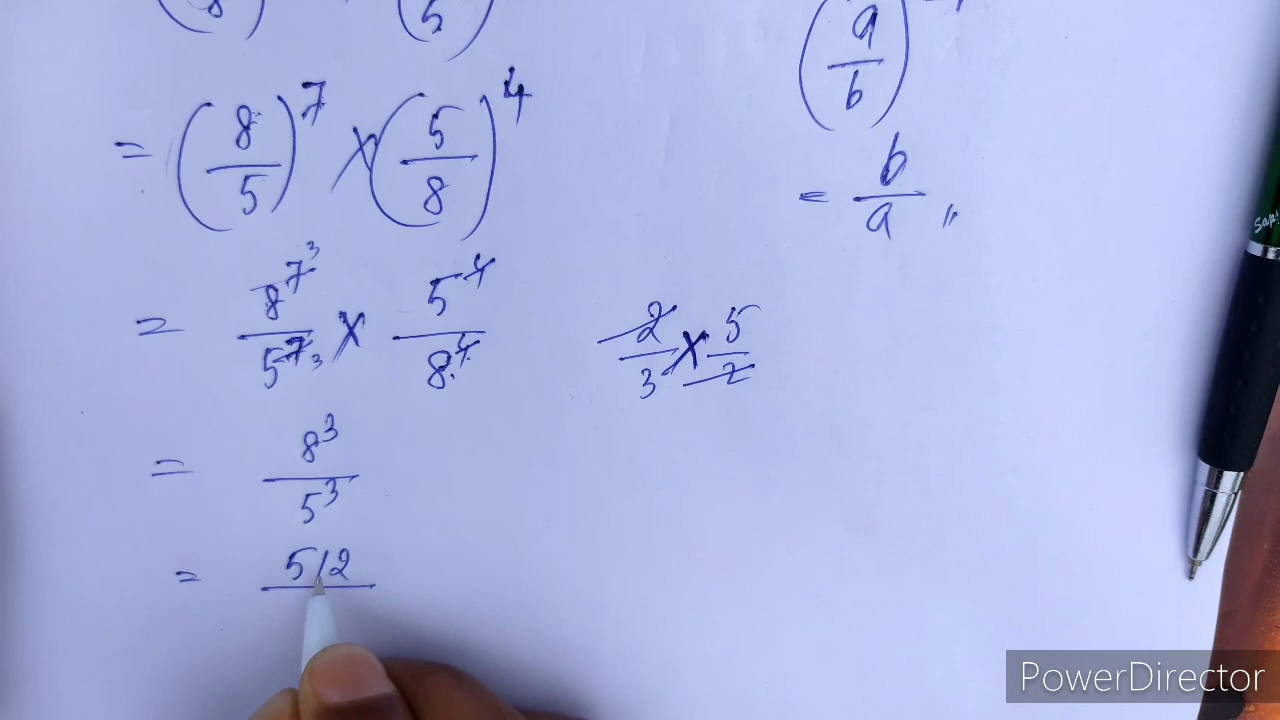 (8/5)^7 × (5/8)^4
= 8^7 3 / 5^7 3 × 5^4 / 8^4
= 8^3 / 5^3
= 512
(a/b)
= b/a "
2/3 × 5/2
PowerDirector